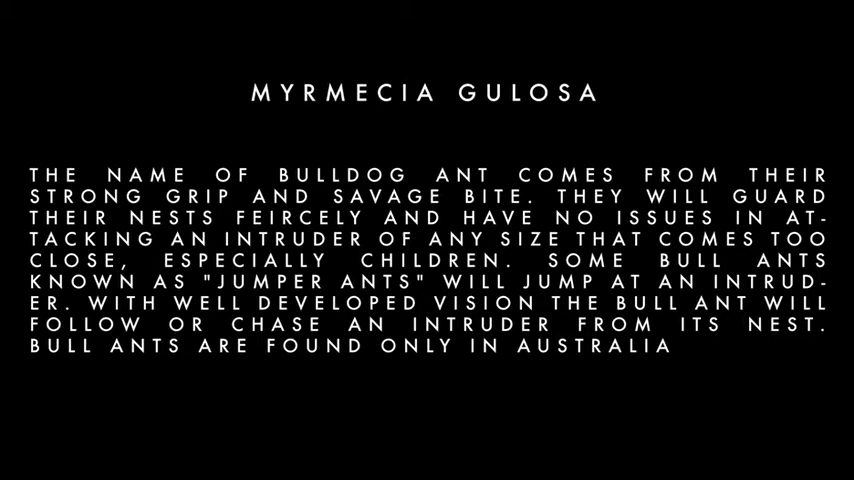 MYRMECIA GULOSA
THE NAME OF BULLDOG ANT COMES FROM THEIR
STRONG GRIP AND SAVAGE BITE. THEY WILL GUARD
THEIR NESTS FEIRCELY AND HAVE NO ISSUES IN AT-
TACKING AN INTRUDER OF ANY SIZE THAT COMES TOO
CLOSE, ESPECIALLY CHILDREN. SOME BULL ANTS
KNOWN AS "JUMPER ANTS" WILL JUMP AT AN INTRUD-
ER. WITH WELL DEVELOPED VISION THE BULL ANT WILL
FOLLOW OR CHASE AN INTRUDER FROM ITS NEST.
BULL ANTS ARE FOUND ONLY IN AUSTRALIA